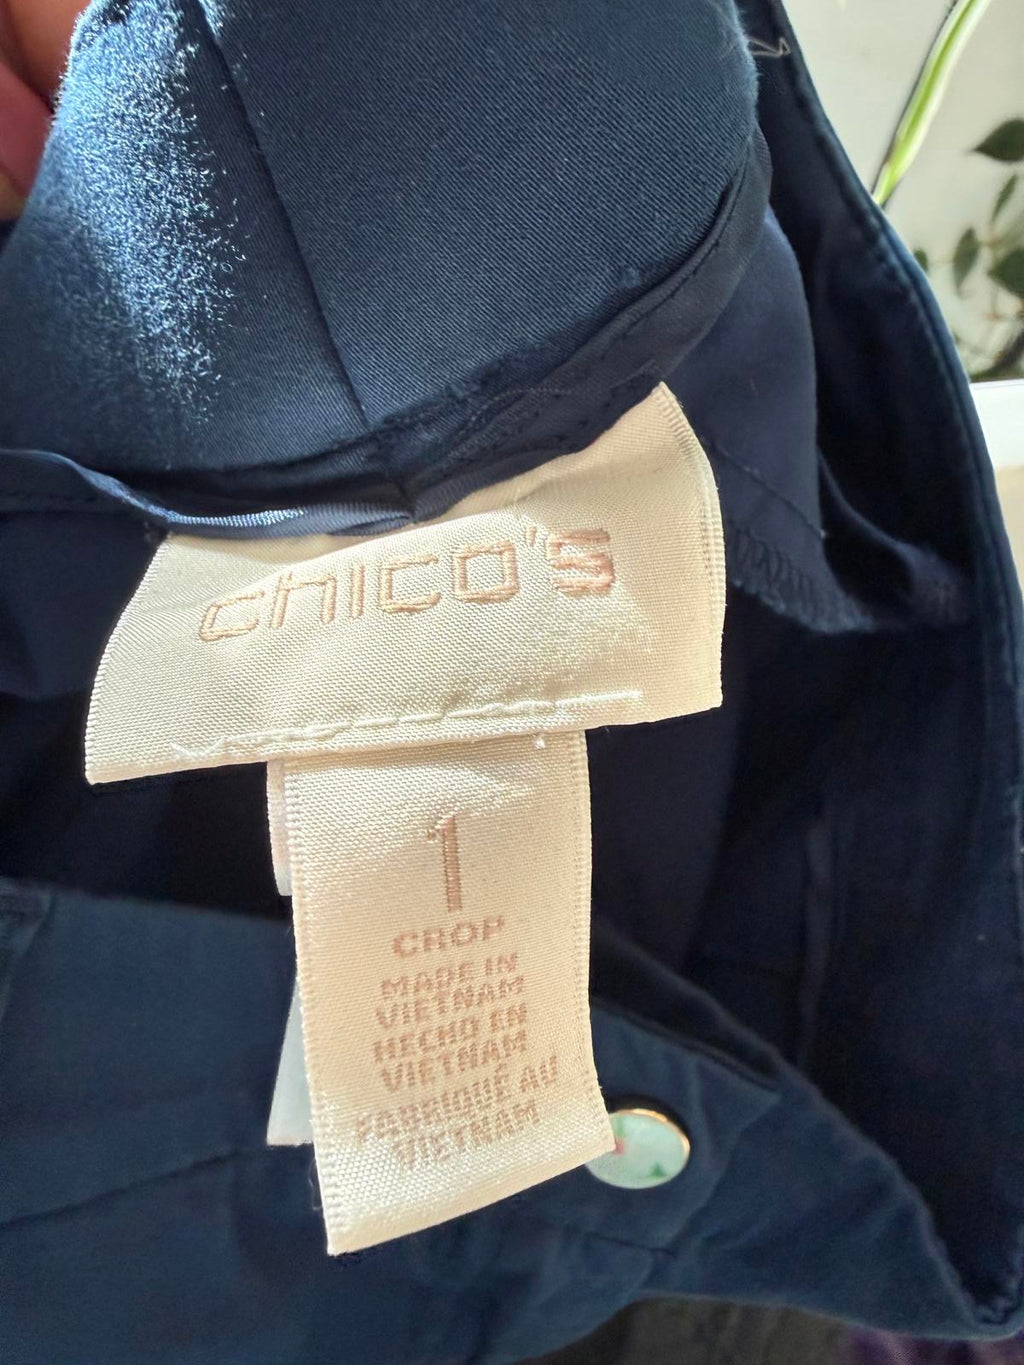 chico's
1
CROP
MADE IN
VIETNAM
HECHO EN
VIETNAM
FABRIQUÉ AU
VIETNAM